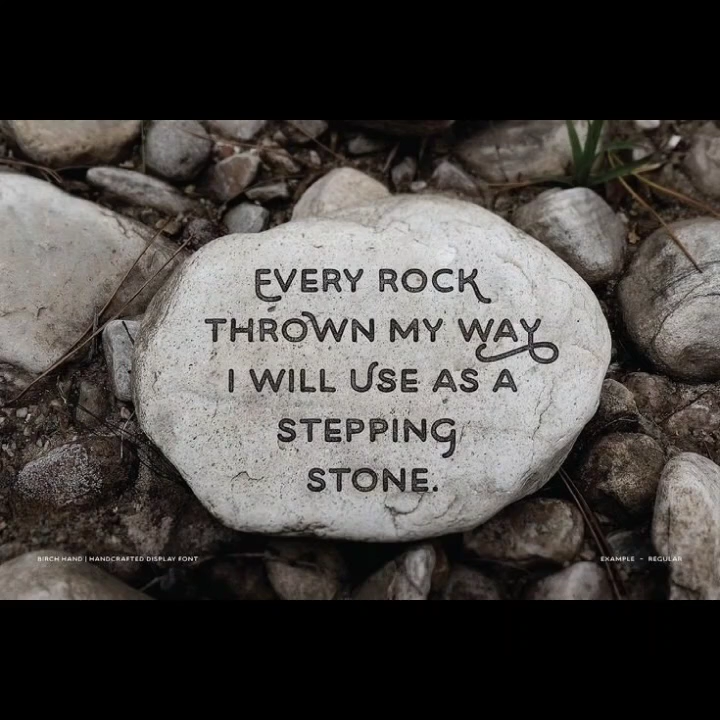 EVERY ROCK
THROWN MY WAY
I WILL USE AS A
STEPPING
STONE.
BIRCH HAND | HANDCRAFTED DISPLAY FONT
EXAMPLE – REGULAR